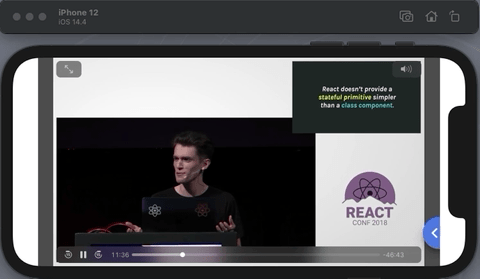 iPhone 12
iOS 14.4
React doesn't provide a
stateful primitive simpler
than a class component.
REACT
CONF 2018
11:36
-46:43